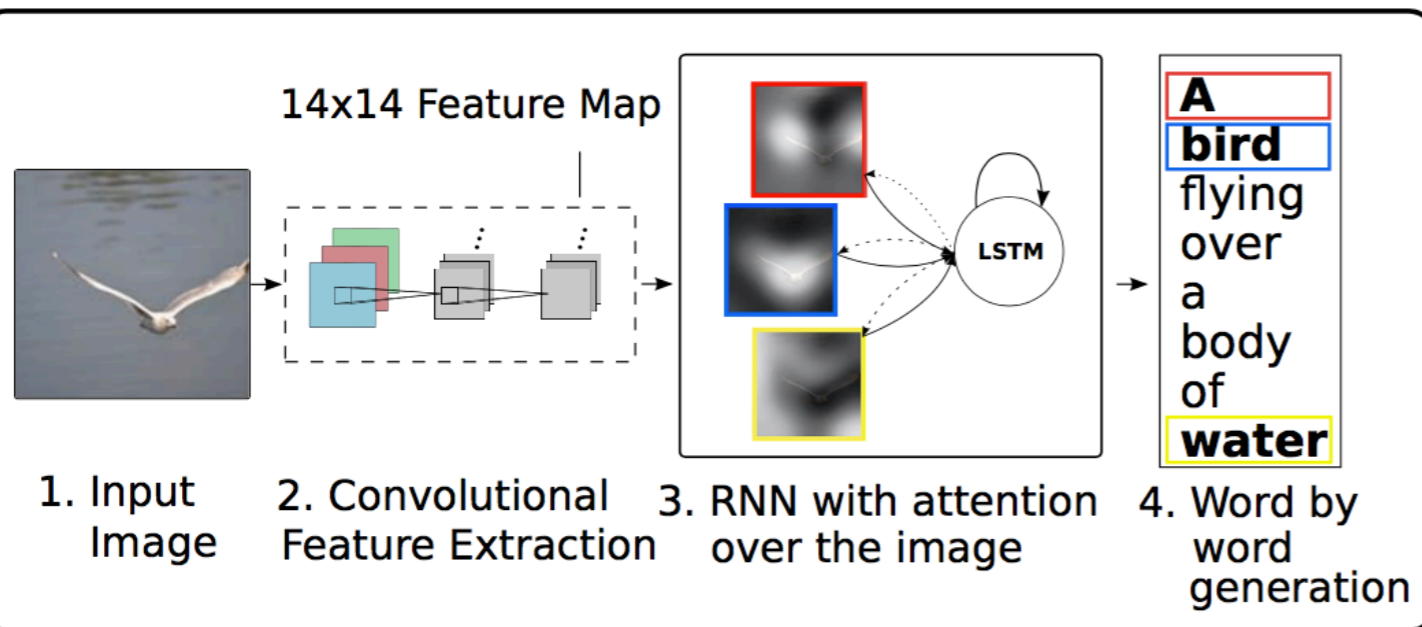 14x14 Feature Map
LSTM
A
bird
flying
over
a
body
of
water
1. Input
Image
2. Convolutional
Feature Extraction
3. RNN with attention
over the image
4. Word by
word
generation